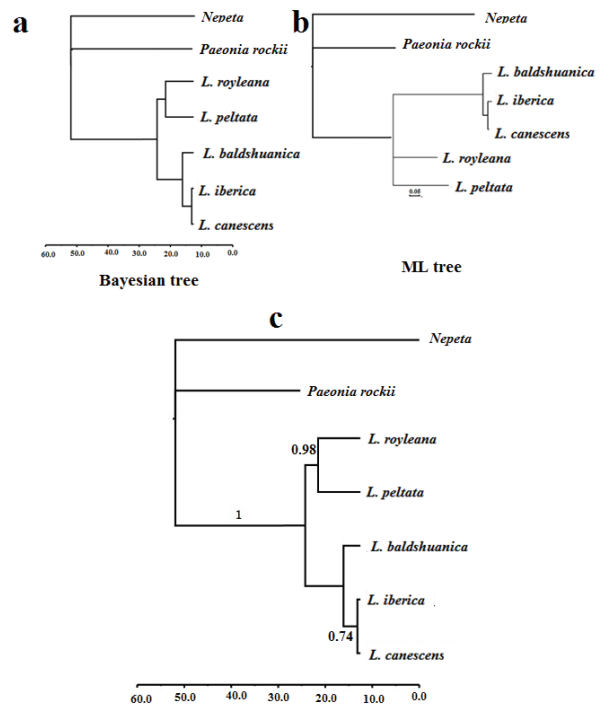 a
Nepeta
Paeonia rockii
L. royleana
L. peltata
L. baldshuanica
L. iberica
L. canescens
60.0 50.0 40.0 30.0 20.0 10.0 0.0
Bayesian tree
b
Nepeta
Paeonia rockii
L. baldshuanica
L. iberica
L. canescens
L. royleana
L. peltata
0.08
ML tree
c
Nepeta
Paeonia rockii
L. royleana
0.98
L. peltata
1
L. baldshuanica
L. iberica
0.74
L. canescens
60.0 50.0 40.0 30.0 20.0 10.0 0.0